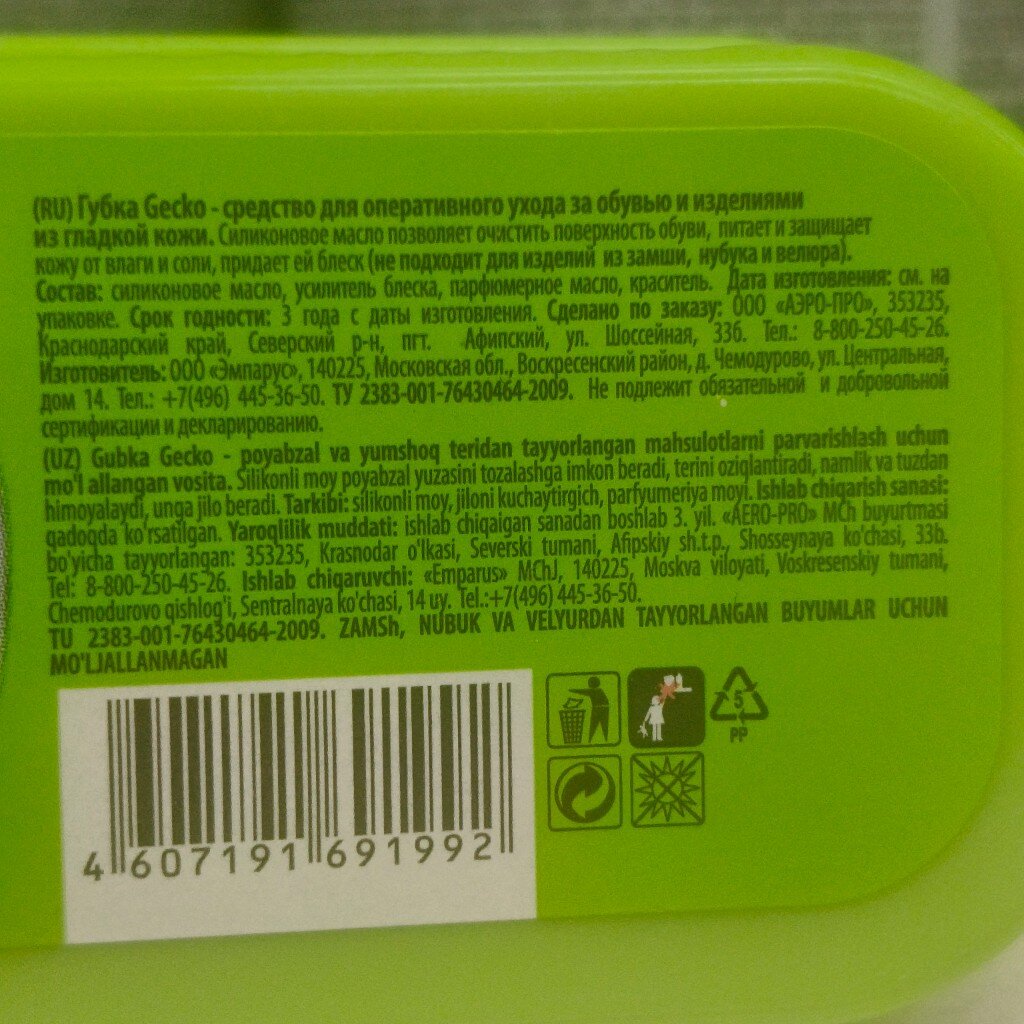 (RU) Губка Gecko - средство для оперативного ухода за обувью и изделиями
из гладкой кожи. Силиконовое масло позволяет очистить поверхность обуви, питает и защищает
кожу от влаги и соли, придает ей блеск (не подходит для изделий из замши, нубука и велюра).
Состав: силиконовое масло, усилитель блеска, парфюмерное масло, краситель. Дата изготовления: см. на
упаковке. Срок годности: 3 года с даты изготовления. Сделано по заказу: ООО «АЭРО-ПРО», 353235,
Краснодарский край, Северский р-н, пгт. Афипский, ул. Шоссейная, 33б. Тел.: 8-800-250-45-26.
Изготовитель: ООО «Эмпарус», 140225, Московская обл., Воскресенский район, д. Чемодурово, ул. Центральная,
дом 14. Тел.: +7(496) 445-36-50. ТУ 2383-001-76430464-2009. Не подлежит обязательной и добровольной
сертификации и декларированию.
(UZ) Gubka Gecko - poyabzal va yumshoq teridan tayyorlangan mahsulotlarni parvarishlash uchun
mo'l allangan vosita. Silikonli moy poyabzal yuzasini tozalashga imkon beradi, terini oziglantiradi, namlik va tuzdan
himoyalaydi, unga jilo beradi. Tarkibi: silikonli moy, jiloni kuchaytirgich, parfyumeriya moyi. Ishlab chiqarish sanasi:
qadoqda ko'rsatilgan. Yaroqlilik muddati: ishlab chiqaigan sanadan boshlab 3. yil. «AERO-PRO» MCh buyurtmasi
bo'yicha tayyorlangan: 353235, Krasnodar o'lkasi, Severski tumani, Afipskiy sh.t.p., Shosseynaya ko'chasi, 33b.
Tel: 8-800-250-45-26. Ishlab chiqaruvchi: «Emparus» MChJ, 140225, Moskva viloyati, Voskresenskiy tumani,
Chemodurovo qishlog'i, Sentralnaya ko'chasi, 14 uy. Tel.:+7(496) 445-36-50.
TU 2383-001-76430464-2009. ZAMSh, NUBUK VA VELYURDAN TAYYORLANGAN BUYUMLAR UCHUN
MO'LJALLANMAGAN
5
PP
4 607191 691992